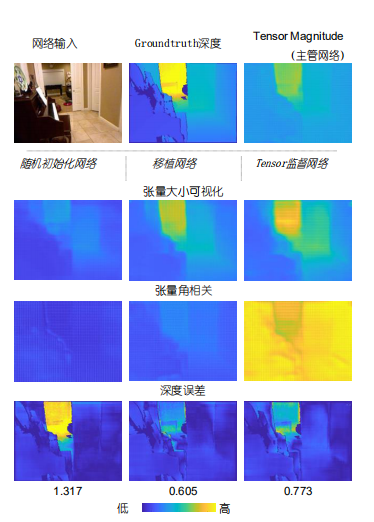 网络输入 Groundtruth深度 Tensor Magnitude
(主管网络)
随机初始化网络 移植网络 Tensor监督网络
张量大小可视化
张量角相关
深度误差
1.317 0.605 0.773
低 高